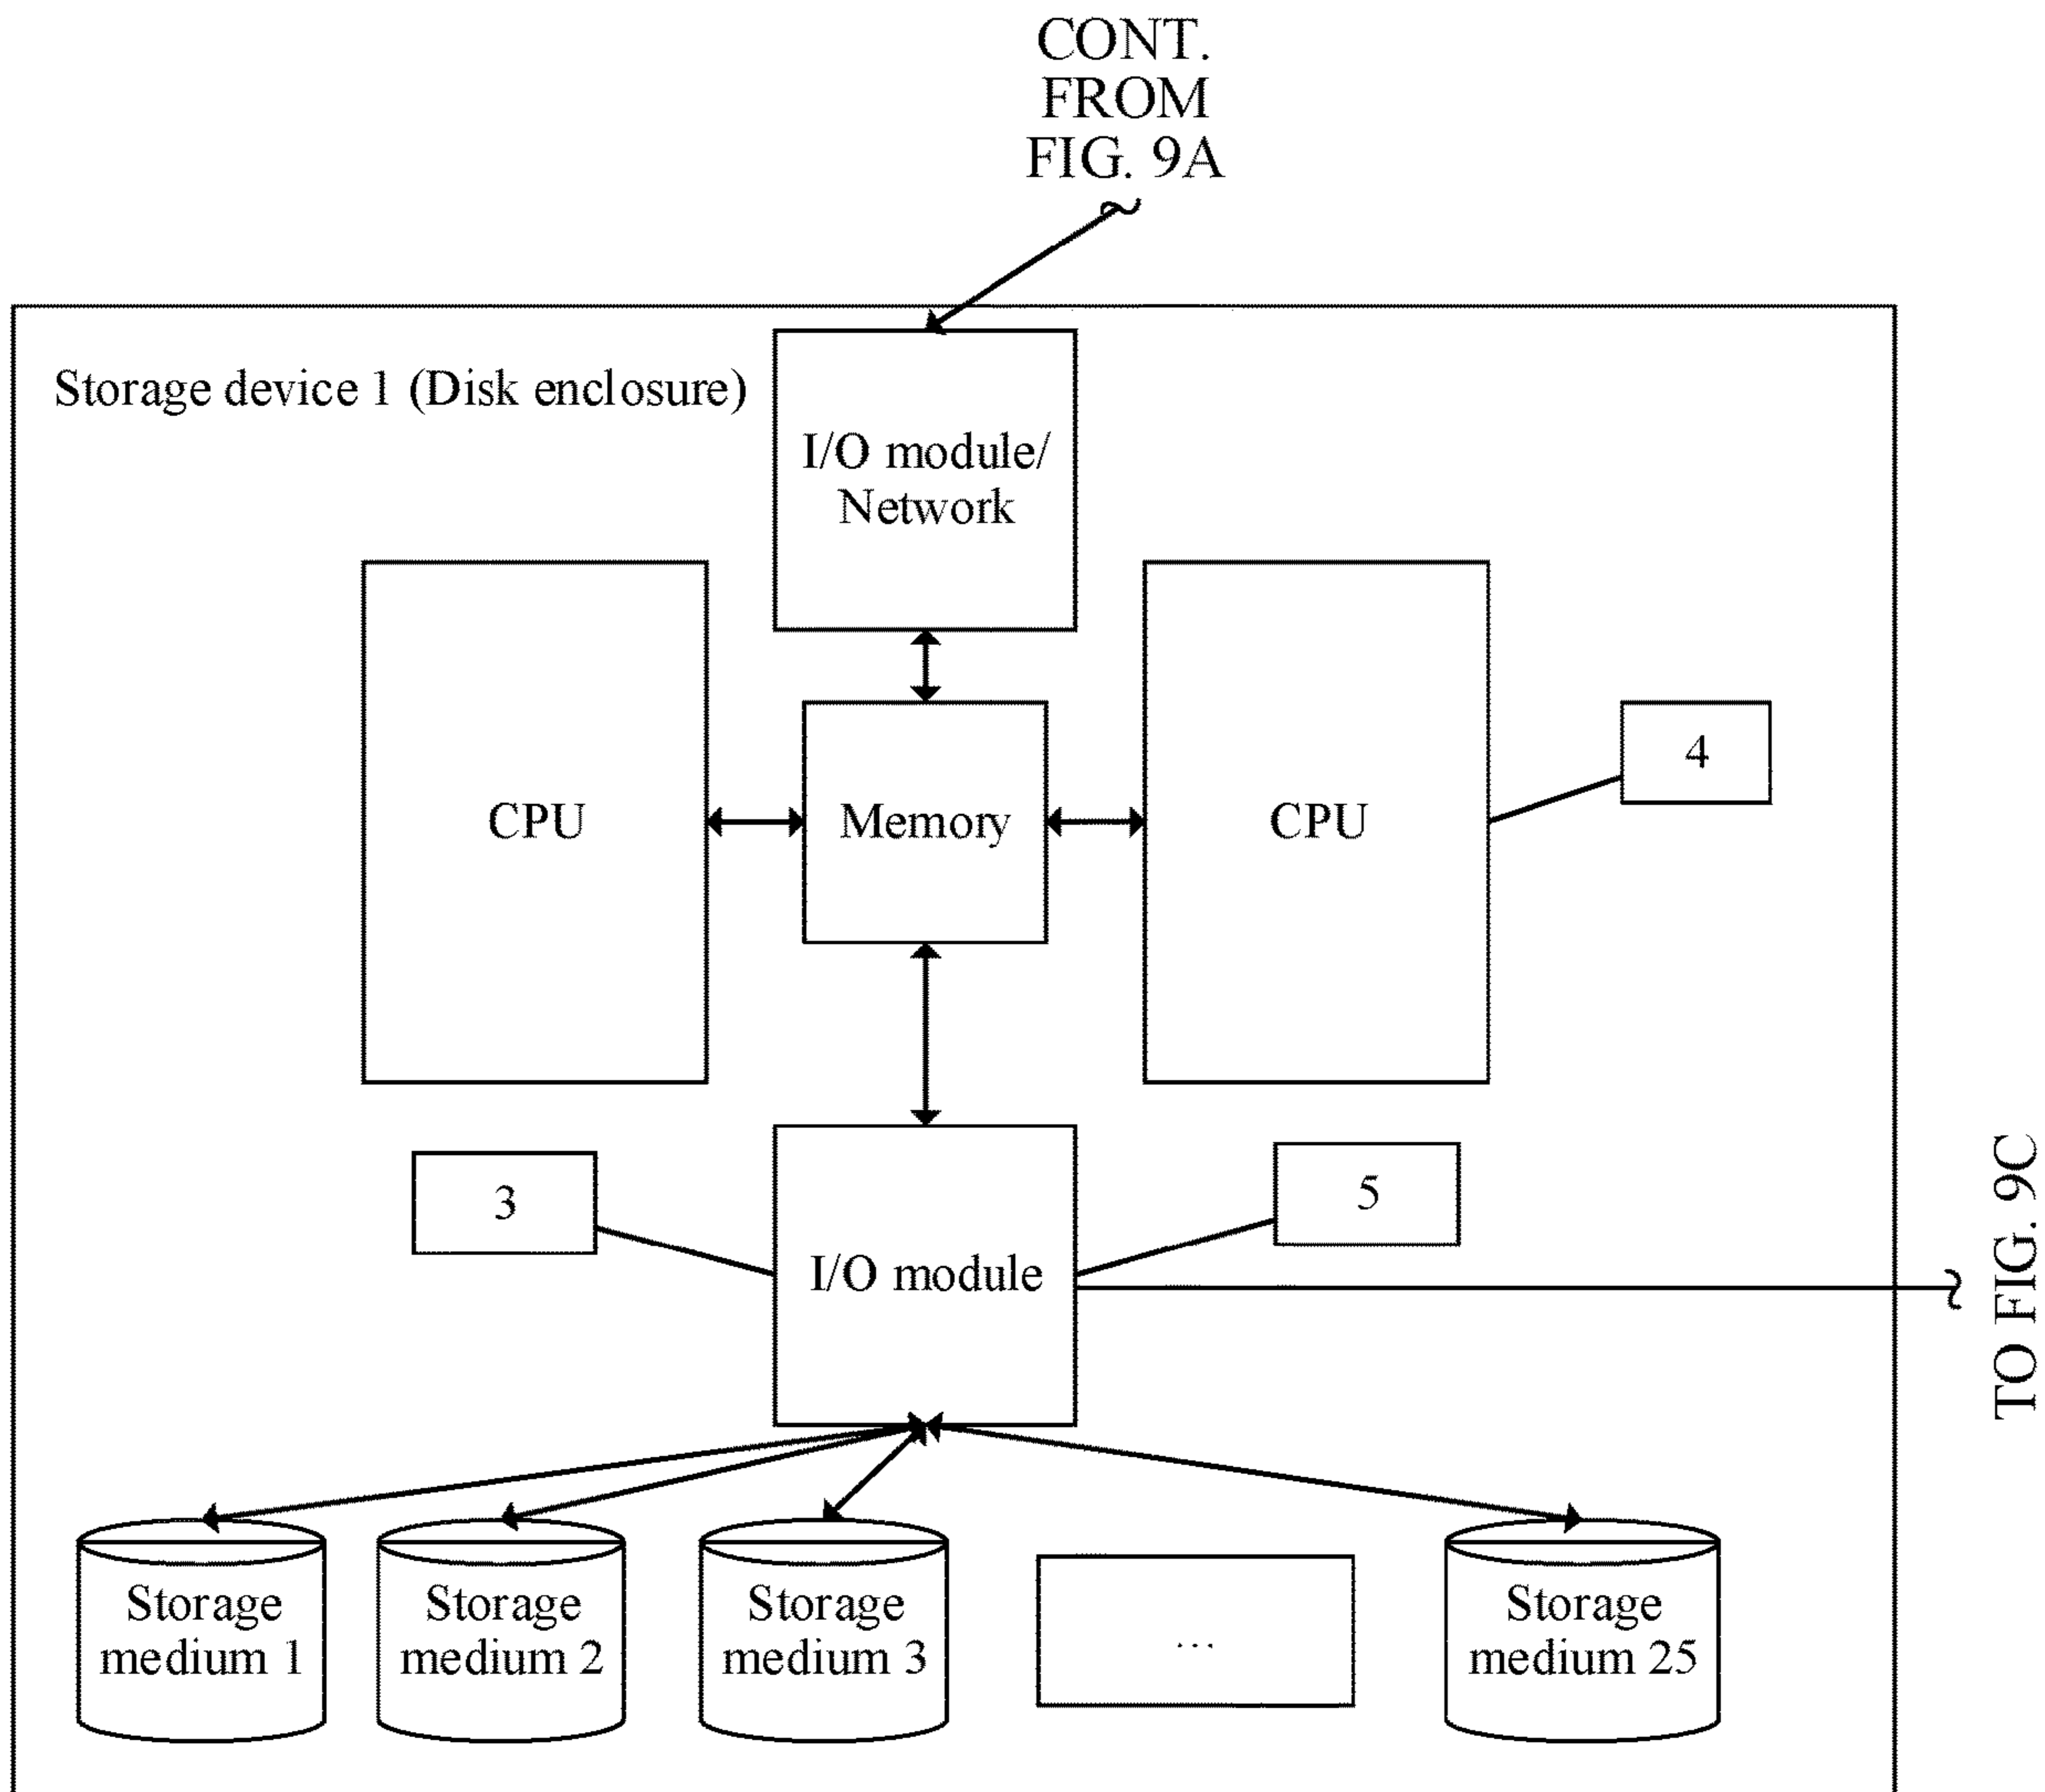 CONT.
FROM
FIG. 9A
Storage device 1 (Disk enclosure)
I/O module/
Network
CPU
Memory
CPU
4
3
I/O module
5
TO FIG. 9C
Storage
medium 1
Storage
medium 2
Storage
medium 3
...
Storage
medium 25